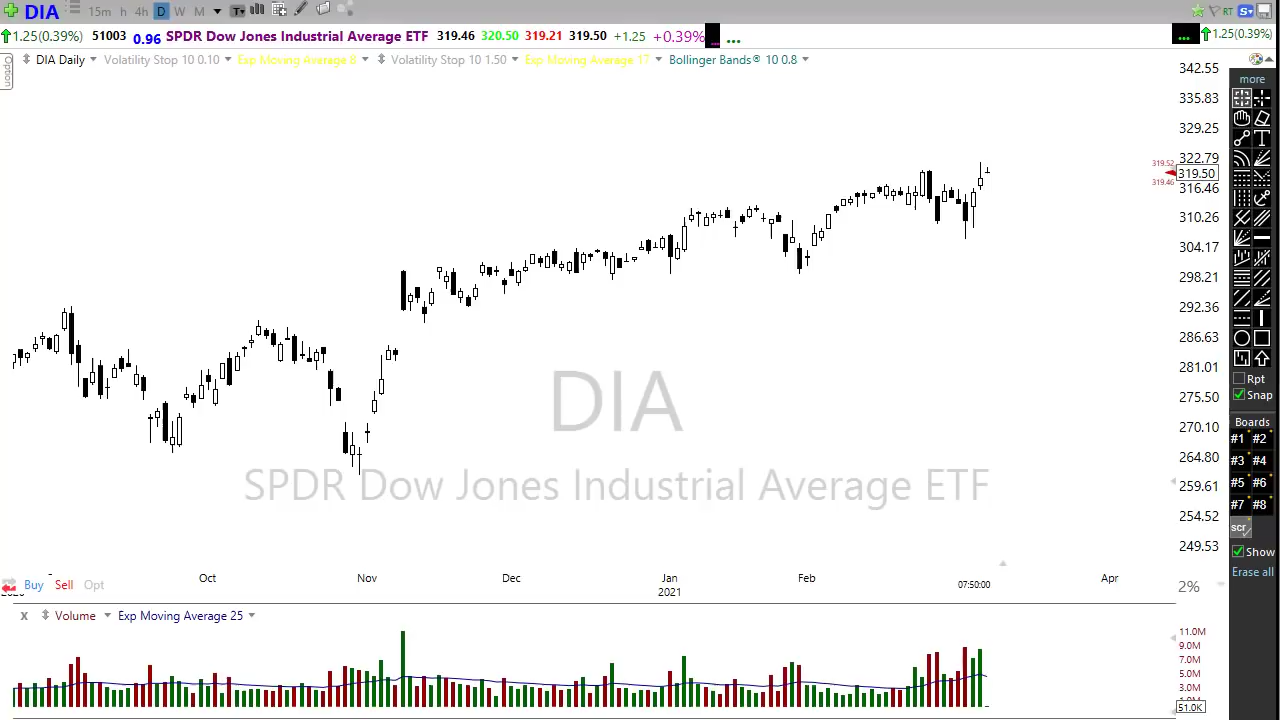 DIA 15m h 4h D W M T RT S
1.25(0.39%) 51003 0.96 SPDR Dow Jones Industrial Average ETF 319.46 320.50 319.21 319.50 +1.25 +0.39% ... ... ... 1.25(0.39%)
Option DIA Daily Volatility Stop 10 0.10 Exp Moving Average 8 Volatility Stop 10 1.50 Exp Moving Average 17 Bollinger Bands® 10 0.8
342.55
more
335.83
329.25
322.79
319.52
319.50
319.46
316.46
310.26
304.17
298.21
292.36
286.63
281.01
Rpt
Snap
275.50
DIA
Boards
270.10
#1 #2
264.80
#3 #4
SPDR Dow Jones Industrial Average ETF
259.61
#5 #6
#7 #8
254.52
scr
249.53
Show
Erase all
Oct Nov Dec Jan Feb Apr
2021
07:50:00
Buy Sell Opt
2%
X Volume Exp Moving Average 25
11.0M
9.0M
7.0M
5.0M
3.0M
51.0K